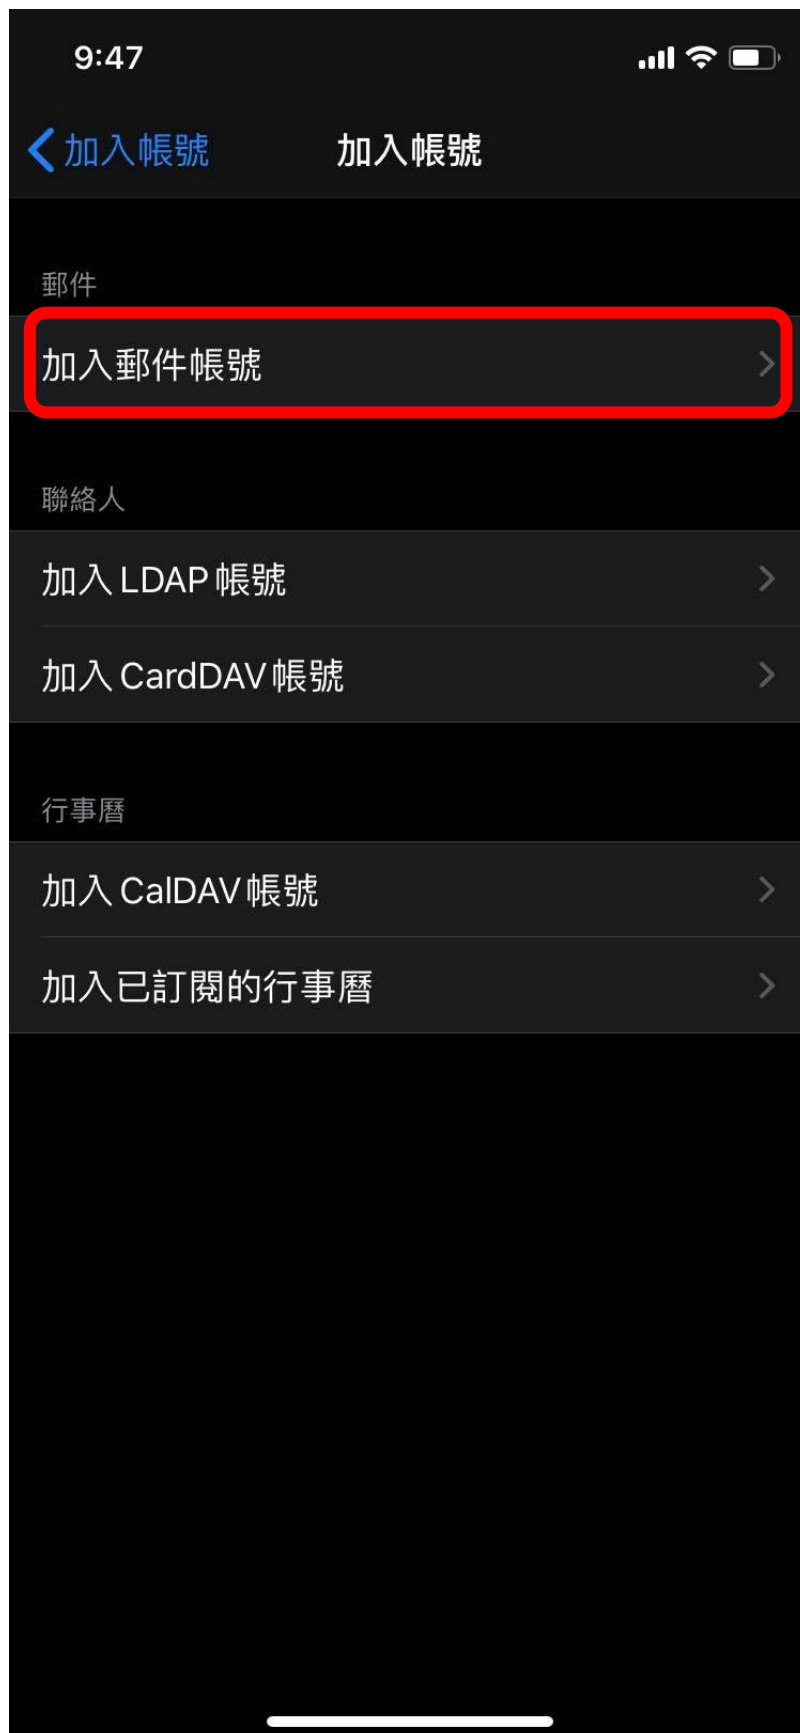 9:47
加入帳號 加入帳號
郵件
加入郵件帳號
聯絡人
加入 LDAP 帳號
加入 CardDAV 帳號
行事曆
加入 CalDAV 帳號
加入已訂閱的行事曆